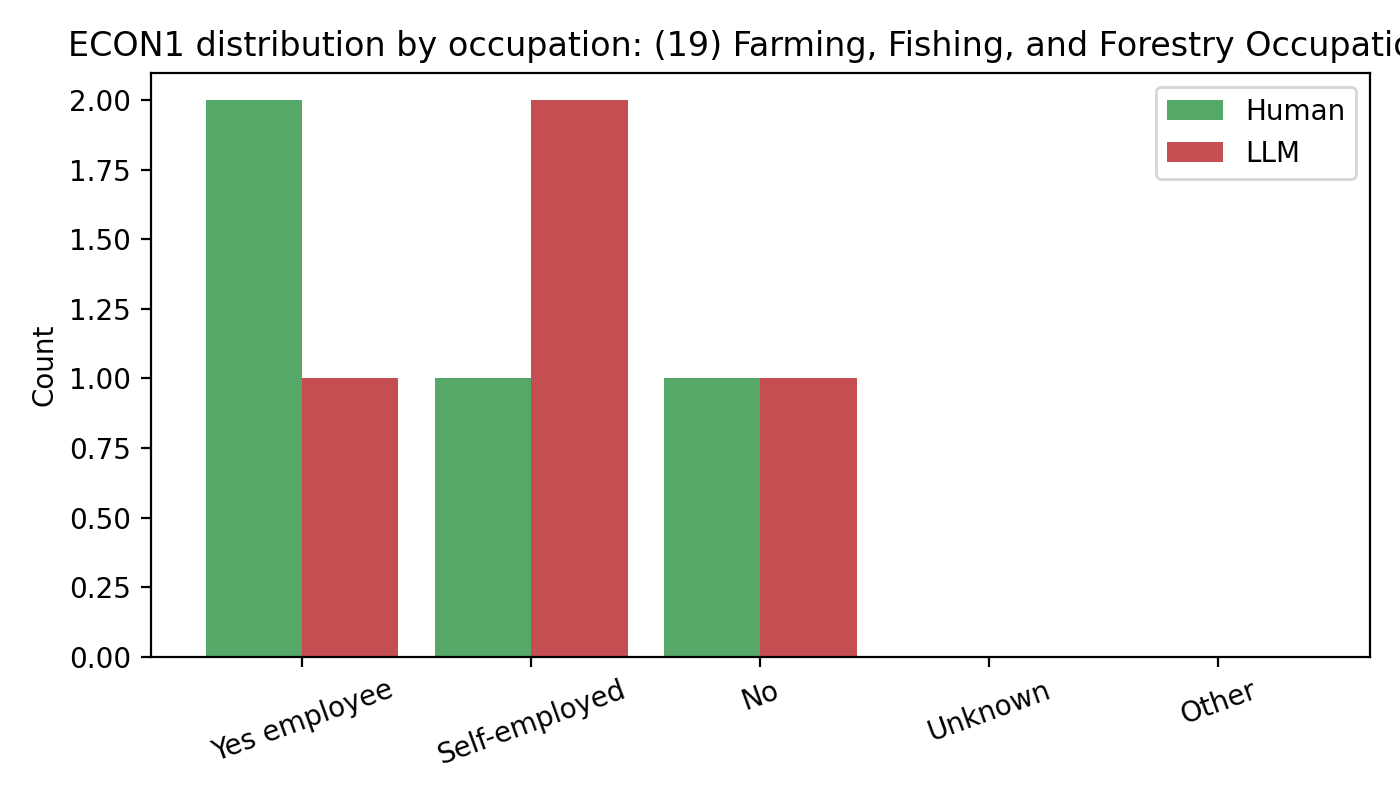 ECON1 distribution by occupation: (19) Farming, Fishing, and Forestry Occupatio
Human
LLM
2.00
1.75
1.50
1.25
1.00
0.75
0.50
0.25
0.00
Count
Yes employee
Self-employed
No
Unknown
Other